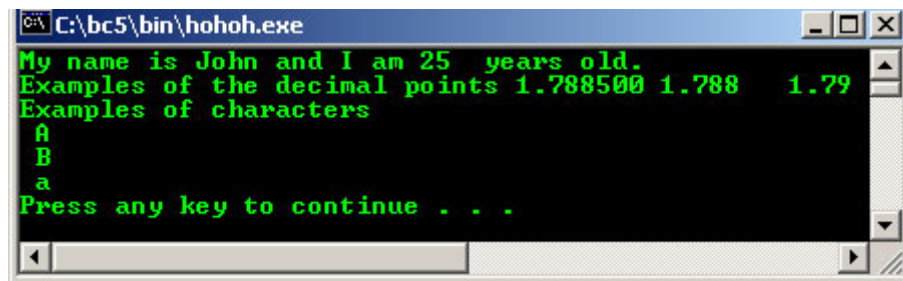 C:\bc5\bin\hohoh.exe
My name is John and I am 25  years old.
Examples of the decimal points 1.788500 1.788   1.79
Examples of characters
 A
 B
 a
Press any key to continue . . .